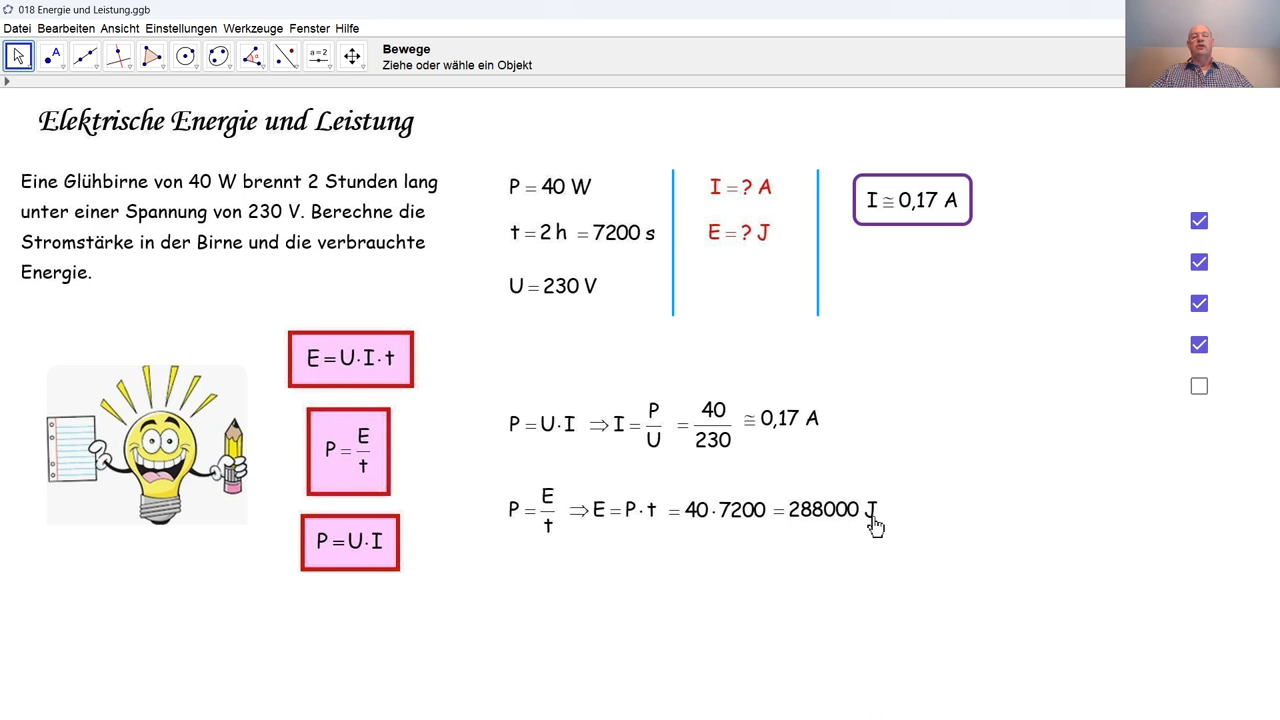 018 Energie und Leistung.ggb
Datei Bearbeiten Ansicht Einstellungen Werkzeuge Fenster Hilfe
A
a=2
Bewege
Ziehe oder wähle ein Objekt
Elektrische Energie und Leistung
Eine Glühbirne von 40 W brennt 2 Stunden lang
unter einer Spannung von 230 V. Berechne die
Stromstärke in der Birne und die verbrauchte
Energie.
P = 40 W
t = 2 h = 7200 s
U = 230 V
I = ? A
E = ? J
I ≅ 0,17 A
E = U · I · t
P = E/t
P = U · I
P = U · I ⇒ I = P/U = 40/230 ≅ 0,17 A
P = E/t ⇒ E = P · t = 40 · 7200 = 288000 J